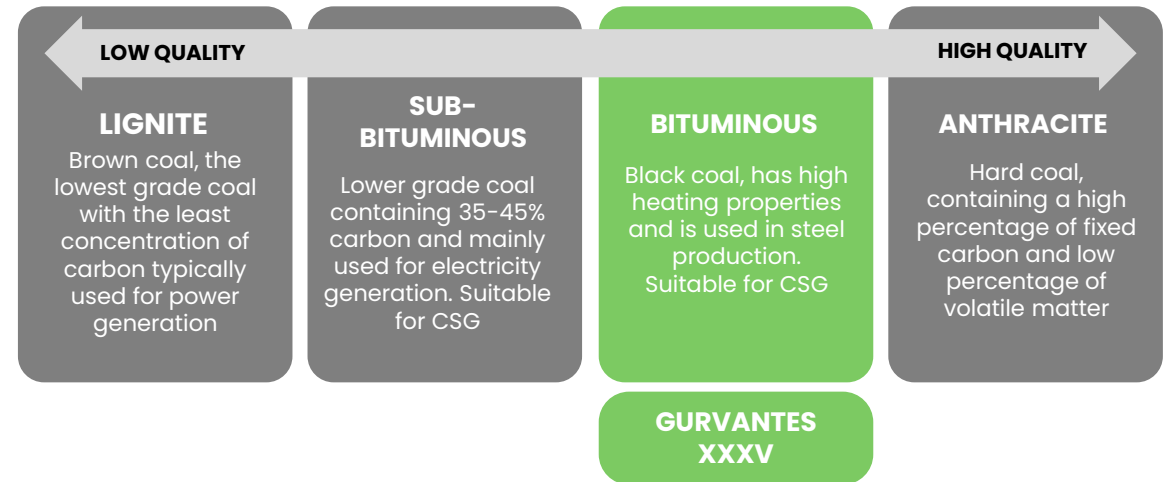 LOW QUALITY
HIGH QUALITY
LIGNITE
Brown coal, the
lowest grade coal
with the least
concentration of
carbon typically
used for power
generation
SUB-
BITUMINOUS
Lower grade coal
containing 35-45%
carbon and mainly
used for electricity
generation. Suitable
for CSG
BITUMINOUS
Black coal, has high
heating properties
and is used in steel
production.
Suitable for CSG
ANTHRACITE
Hard coal,
containing a high
percentage of fixed
carbon and low
percentage of
volatile matter
GURVANTES
XXXV